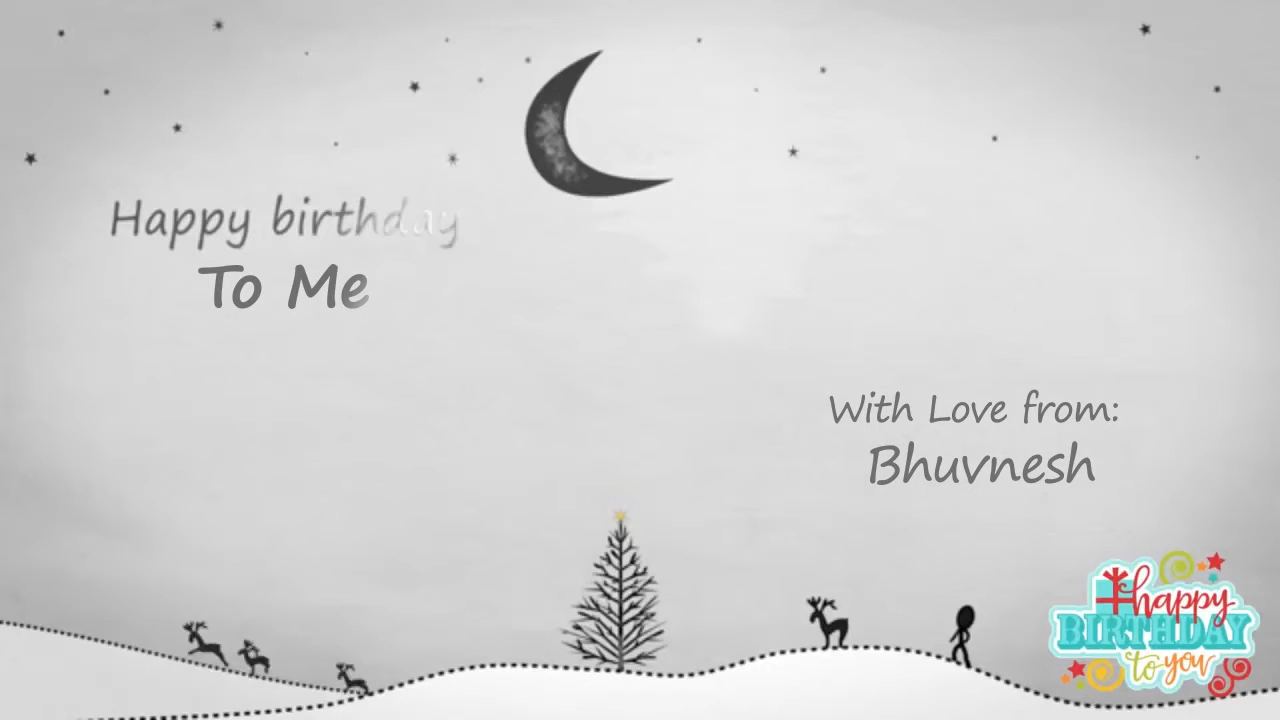 Happy birthday
To Me
With Love from:
Bhuvnesh
happy
BIRTHDAY
to you